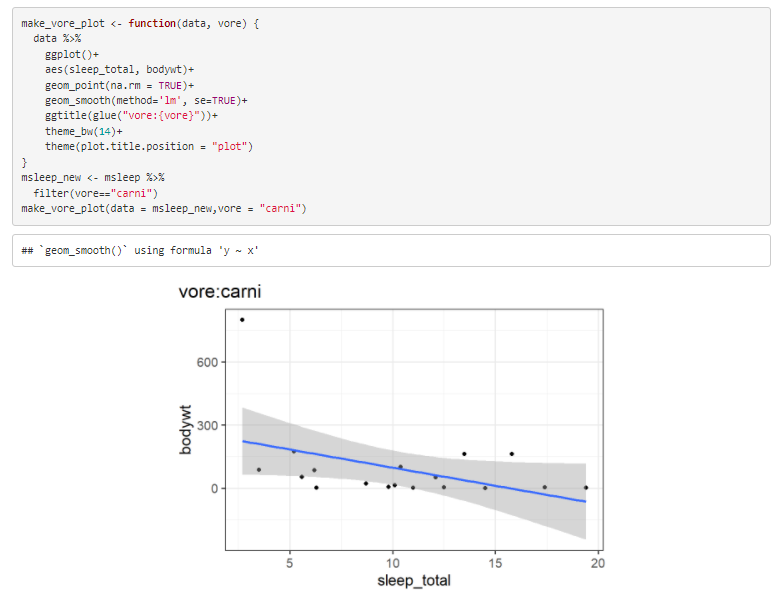 make_vore_plot <- function(data, vore) {
  data %>%
    ggplot()+
    aes(sleep_total, bodywt)+
    geom_point(na.rm = TRUE)+
    geom_smooth(method='lm', se=TRUE)+
    ggtitle(glue("vore:{vore}"))+
    theme_bw(14)+
    theme(plot.title.position = "plot")
}
msleep_new <- msleep %>%
  filter(vore=="carni")
make_vore_plot(data = msleep_new,vore = "carni")
## `geom_smooth()` using formula 'y ~ x'
vore:carni
600
300
0
bodywt
5 10 15 20
sleep_total